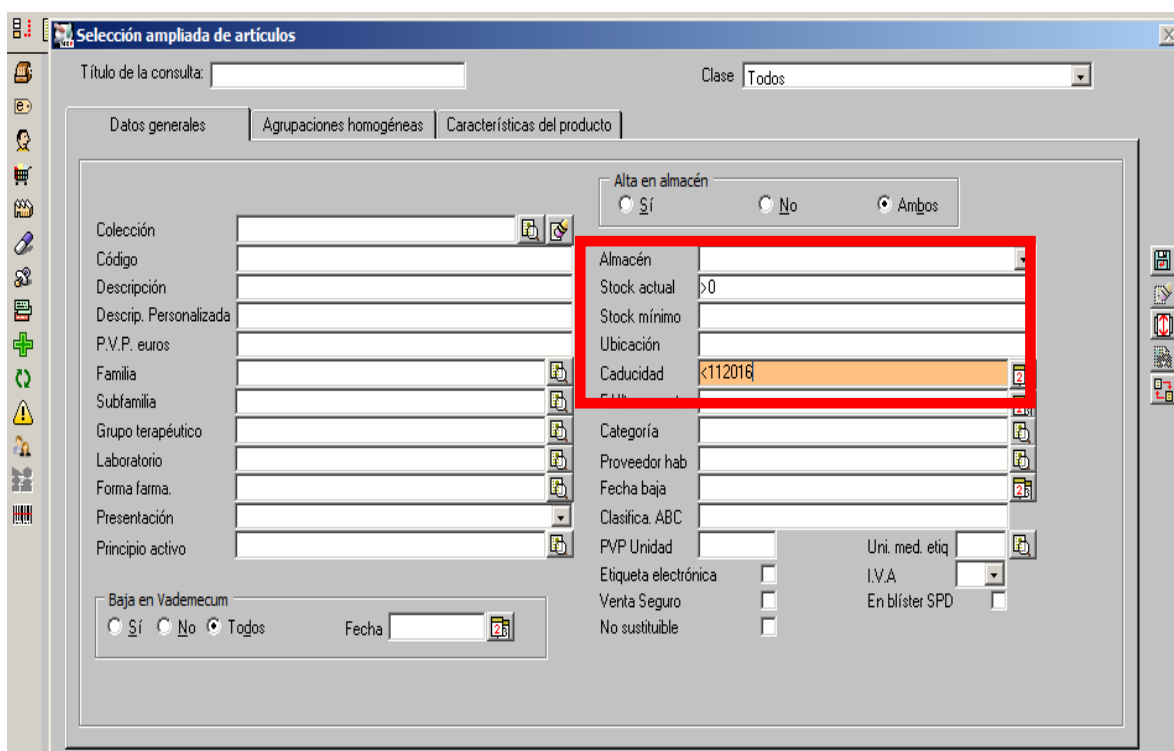 Selección ampliada de artículos
Título de la consulta:
Clase Todos
Datos generales Agrupaciones homogéneas Características del producto
Alta en almacén
Sí No Ambos
Colección
Código
Descripción
Descrip. Personalizada
P.V.P. euros
Familia
Subfamilia
Grupo terapéutico
Laboratorio
Forma farma.
Presentación
Principio activo
Almacén
Stock actual >0
Stock mínimo
Ubicación
Caducidad <112016
Categoría
Proveedor hab
Fecha baja
Clasifica. ABC
PVP Unidad Uni. med. etiq
Etiqueta electrónica I.V.A
Venta Seguro En blíster SPD
No sustituible
Baja en Vademecum
Sí No Todos Fecha